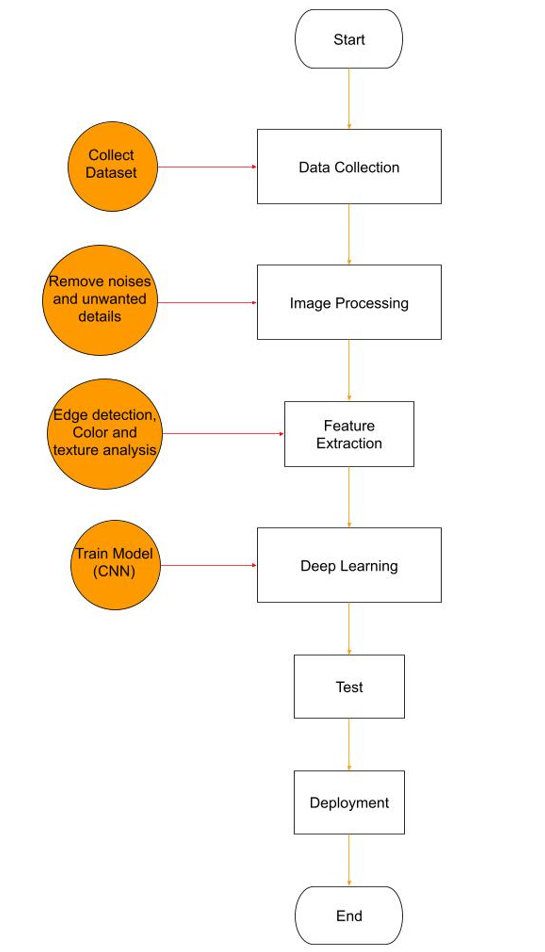 Start
Collect
Dataset
Data Collection
Remove noises
and unwanted
details
Image Processing
Edge detection,
Color and
texture analysis
Feature
Extraction
Train Model
(CNN)
Deep Learning
Test
Deployment
End